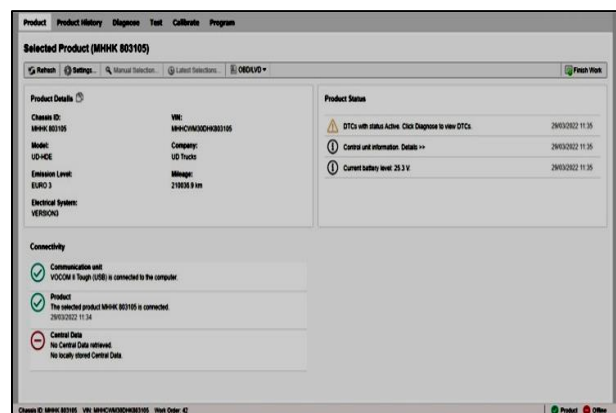 Product Product History Diagnose Test Calibrate Program
Selected Product (MHHK 803105)
Refresh Settings... Manual Selection... Latest Selections... OBD/LVD Finish Work
Product Details
Chassis ID: VIN:
MHHK 803105 MHHCWM30DHK803105
Model: Company:
UD-HDE UD Trucks
Emission Level: Mileage:
EURO 3 210036.9 km
Electrical System:
VERSION3
Product Status
DTCs with status Active. Click Diagnose to view DTCs. 29/03/2022 11:35
Control unit information. Details >> 29/03/2022 11:35
Current battery level: 25.3 V. 29/03/2022 11:35
Connectivity
Communication unit
VOCOM II Tough (USB) is connected to the computer.
Product
The selected product MHHK 803105 is connected.
29/03/2022 11:34
Central Data
No Central Data retrieved.
No locally stored Central Data.
Chassis ID: MHHK 803105 VIN: MHHCWM30DHK803105 Work Order: 42 Product Offline